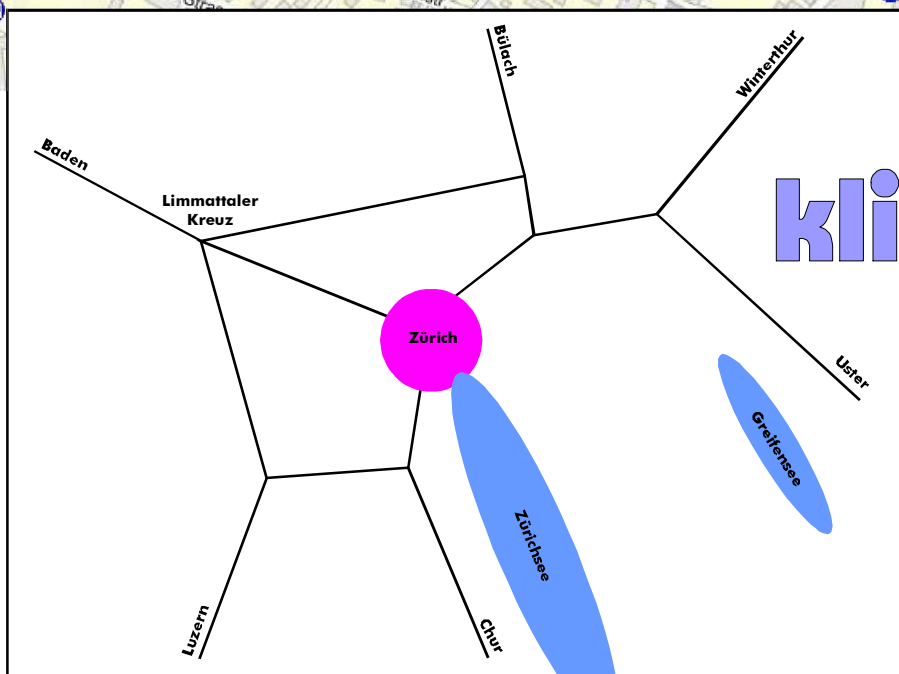 Bülach
Winterthur
Baden
Limmattaler
Kreuz
kli
Zürich
Uster
Greifensee
Zürichsee
Luzern
Chur